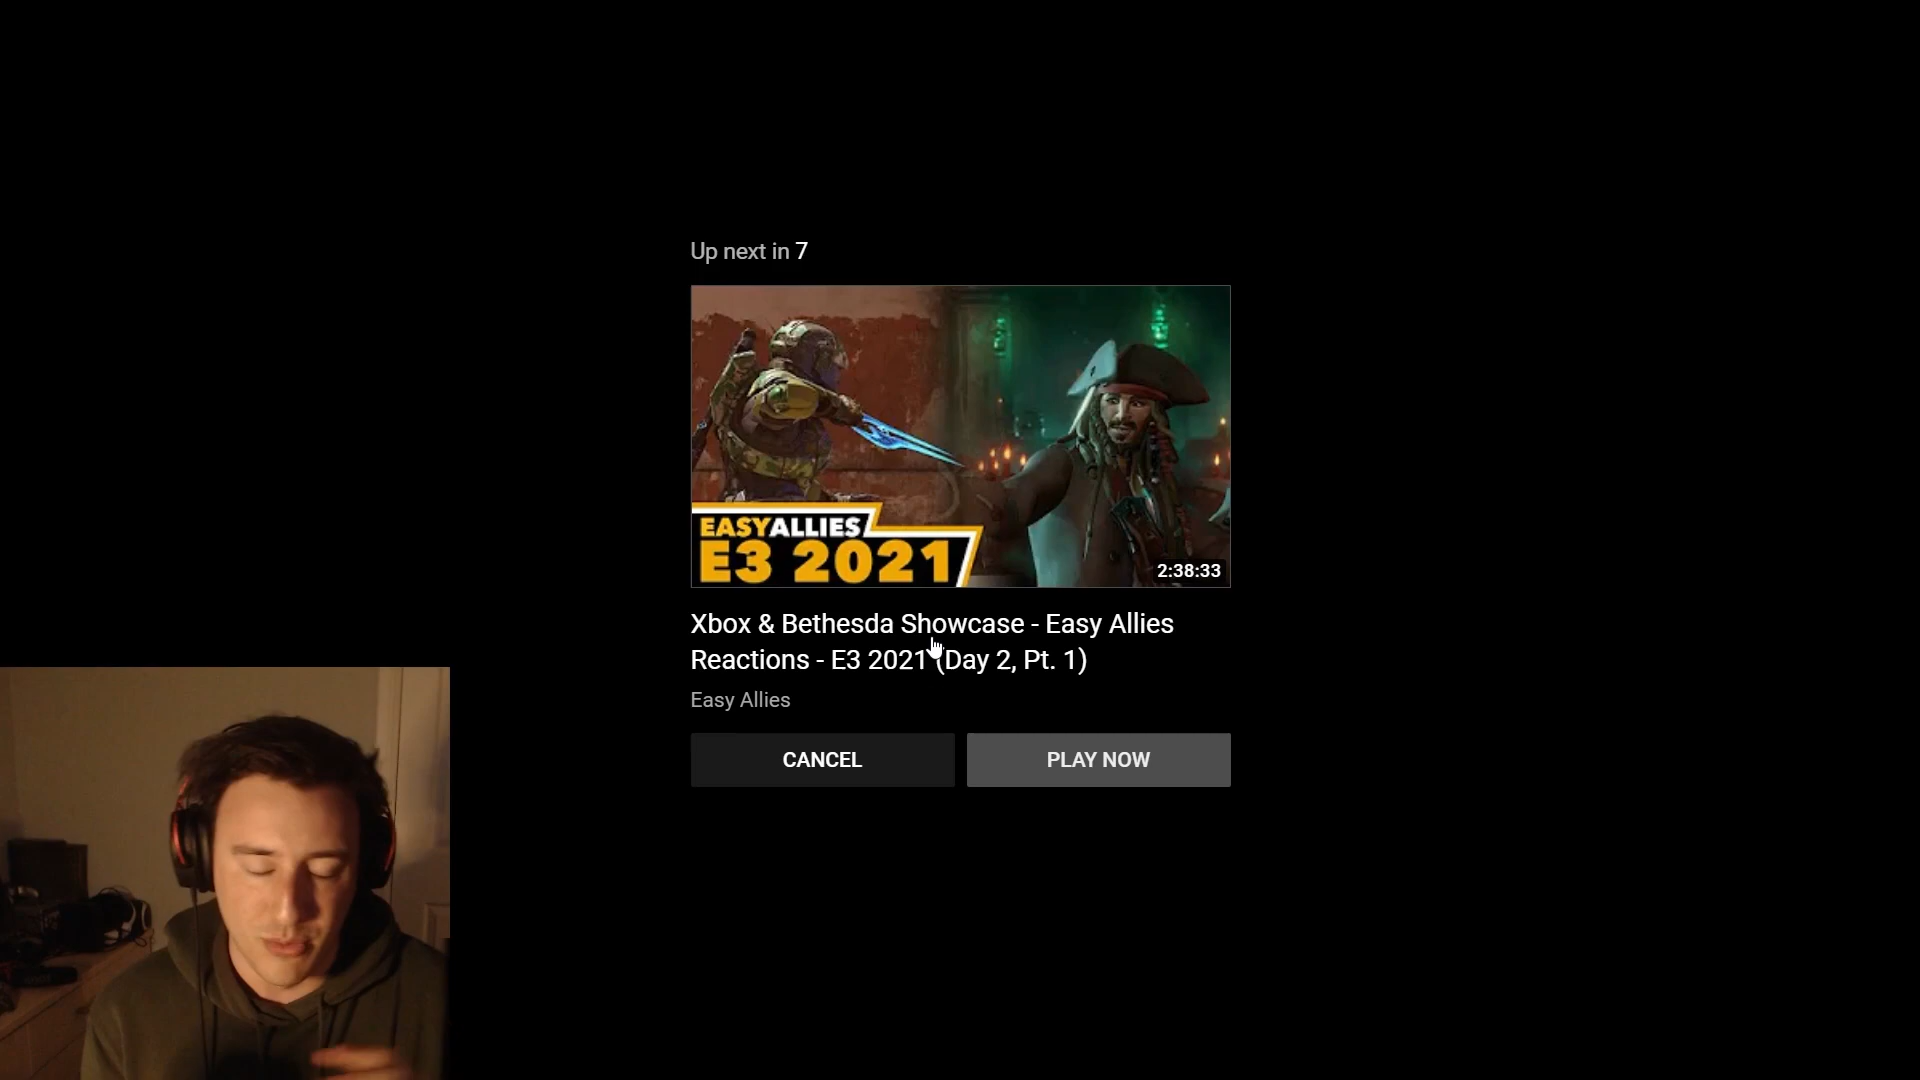 Up next in 7
EASYALLIES
E3 2021
2:38:33
Xbox & Bethesda Showcase - Easy Allies
Reactions - E3 2021 (Day 2, Pt. 1)
Easy Allies
CANCEL
PLAY NOW